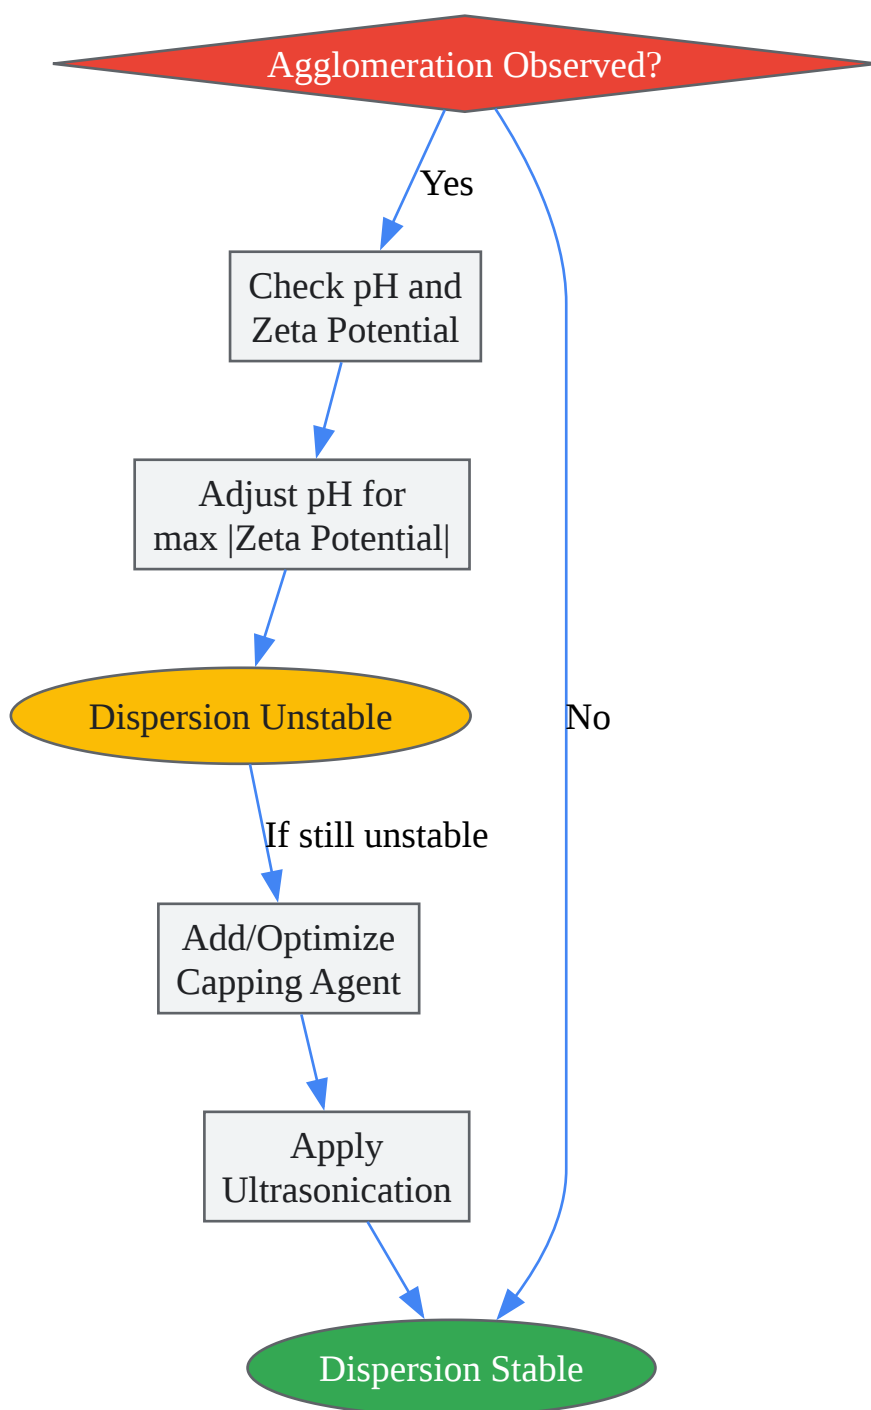 Agglomeration Observed?
Yes
Check pH and
Zeta Potential
Adjust pH for
max |Zeta Potential|
Dispersion Unstable
No
If still unstable
Add/Optimize
Capping Agent
Apply
Ultrasonication
Dispersion Stable